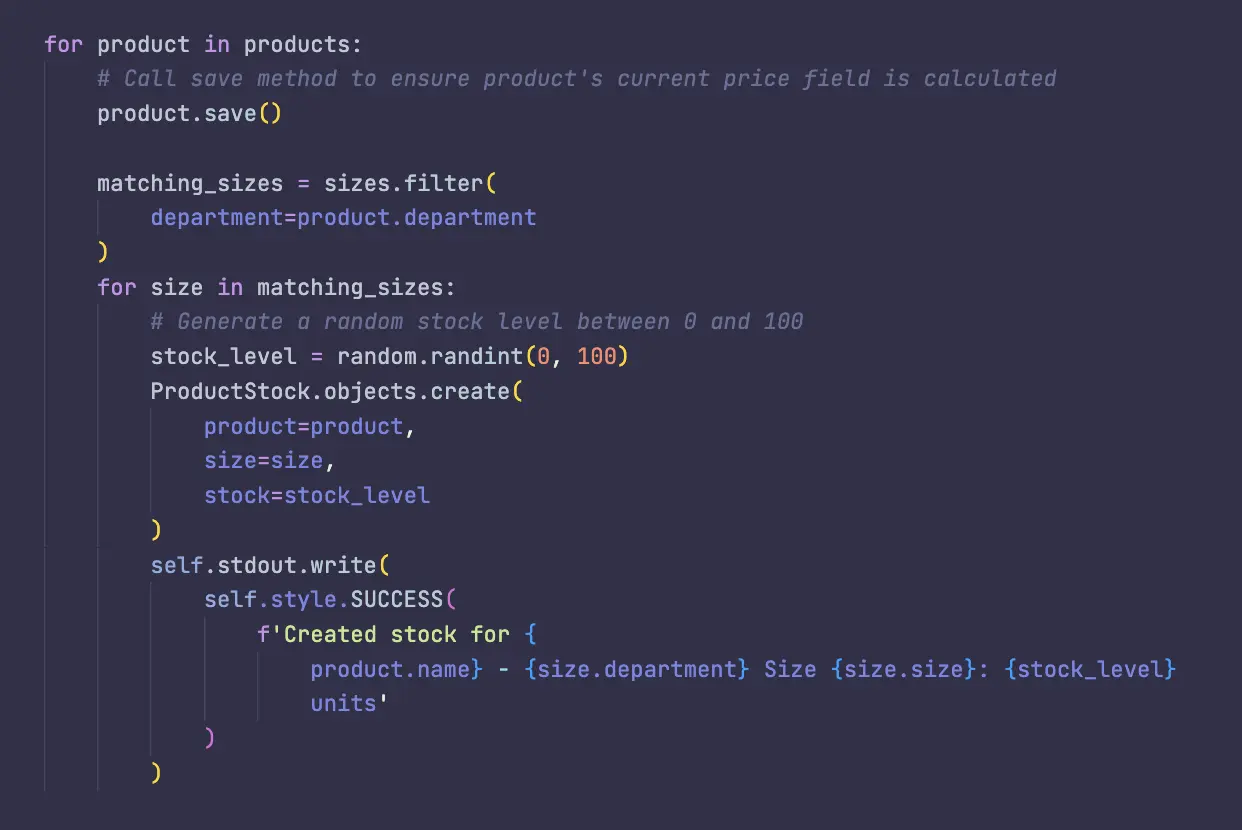 for product in products:
    # Call save method to ensure product's current price field is calculated
    product.save()

    matching_sizes = sizes.filter(
        department=product.department
    )
    for size in matching_sizes:
        # Generate a random stock level between 0 and 100
        stock_level = random.randint(0, 100)
        ProductStock.objects.create(
            product=product,
            size=size,
            stock=stock_level
        )
        self.stdout.write(
            self.style.SUCCESS(
                f'Created stock for {
                    product.name} - {size.department} Size {size.size}: {stock_level}
                    units'
            )
        )